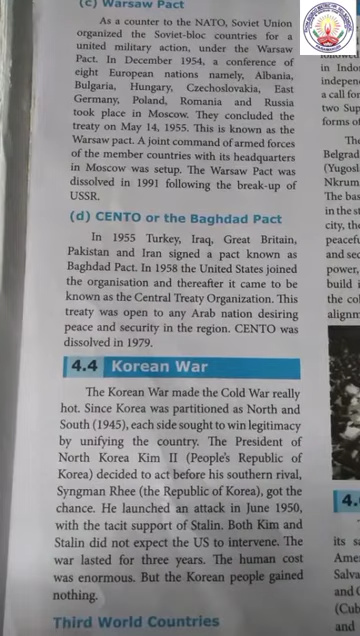 (c) Warsaw Pact
As a counter to the NATO, Soviet Union
organized the Soviet-bloc countries for a
united military action, under the Warsaw
Pact. In December 1954, a conference of
eight European nations namely, Albania,
Bulgaria, Hungary, Czechoslovakia, East
Germany, Poland, Romania and Russia
took place in Moscow. They concluded the
treaty on May 14, 1955. This is known as the
Warsaw pact. A joint command of armed forces
of the member countries with its headquarters
in Moscow was setup. The Warsaw Pact was
dissolved in 1991 following the break-up of
USSR.
(d) CENTO or the Baghdad Pact
In 1955 Turkey, Iraq, Great Britain,
Pakistan and Iran signed a pact known as
Baghdad Pact. In 1958 the United States joined
the organisation and thereafter it came to be
known as the Central Treaty Organization. This
treaty was open to any Arab nation desiring
peace and security in the region. CENTO was
dissolved in 1979.
4.4 Korean War
The Korean War made the Cold War really
hot. Since Korea was partitioned as North and
South (1945), each side sought to win legitimacy
by unifying the country. The President of
North Korea Kim II (People's Republic of
Korea) decided to act before his southern rival,
Syngman Rhee (the Republic of Korea), got the
chance. He launched an attack in June 1950,
with the tacit support of Stalin. Both Kim and
Stalin did not expect the US to intervene. The
war lasted for three years. The human cost
was enormous. But the Korean people gained
nothing.
Third World Countries
in Indo
indepen
a call for
two Sup
forms of
The
Belgrad
(Yugosl
Nkrum
The bas
in the st
city, the
peacefu
and sec
power,
build i
the col
alignm
4.
its sa
Amer
Salva
and C
(Cub
and